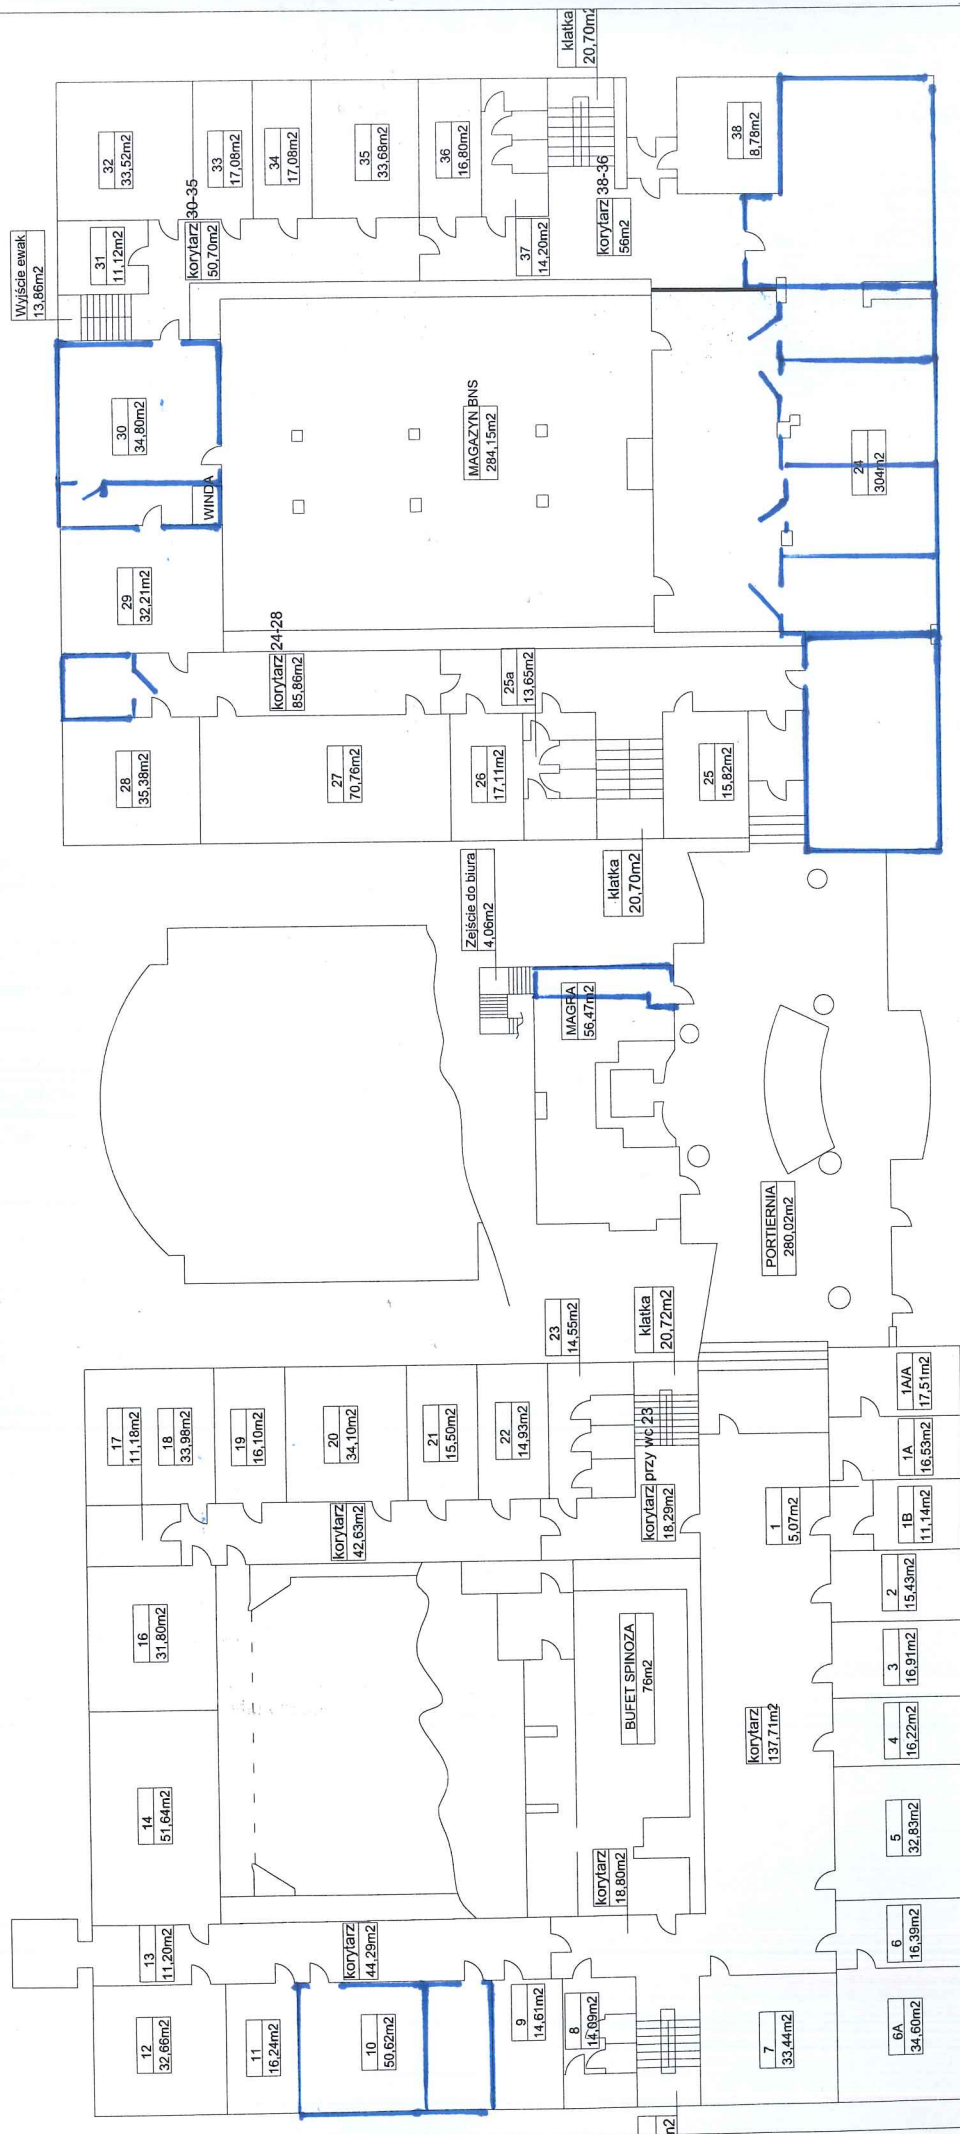 klatka
20,70m2
32
33,52m2
33
17,08m2
34
17,08m2
35
33,68m2
36
16,80m2
38
8,78m2
Wyjście ewak
13,86m2
31
11,12m2
korytarz 30-35
50,70m2
37
14,20m2
korytarz 38-36
56m2
30
34,80m2
WINDA
MAGAZYN BNS
284,15m2
24
304m2
29
32,21m2
korytarz 24-28
85,86m2
25a
13,65m2
28
35,38m2
27
70,76m2
26
17,11m2
25
15,82m2
Zejście do biura
4,06m2
klatka
20,70m2
MAGRA
56,47m2
PORTIERNIA
280,02m2
23
14,55m2
klatka
20,72m2
17
11,18m2
18
33,98m2
19
16,10m2
20
34,10m2
21
15,50m2
22
14,93m2
korytarz
42,63m2
korytarz przy wc 23
18,29m2
1
5,07m2
1A/A
17,51m2
1A
16,53m2
1B
11,14m2
16
31,80m2
BUFET SPINOZA
76m2
2
15,43m2
3
16,91m2
4
16,22m2
korytarz
137,71m2
14
51,64m2
korytarz
18,80m2
5
32,83m2
13
11,20m2
korytarz
44,29m2
6
16,39m2
12
32,66m2
11
16,24m2
10
50,62m2
9
14,61m2
8
14,09m2
7
33,44m2
6A
34,60m2
m2